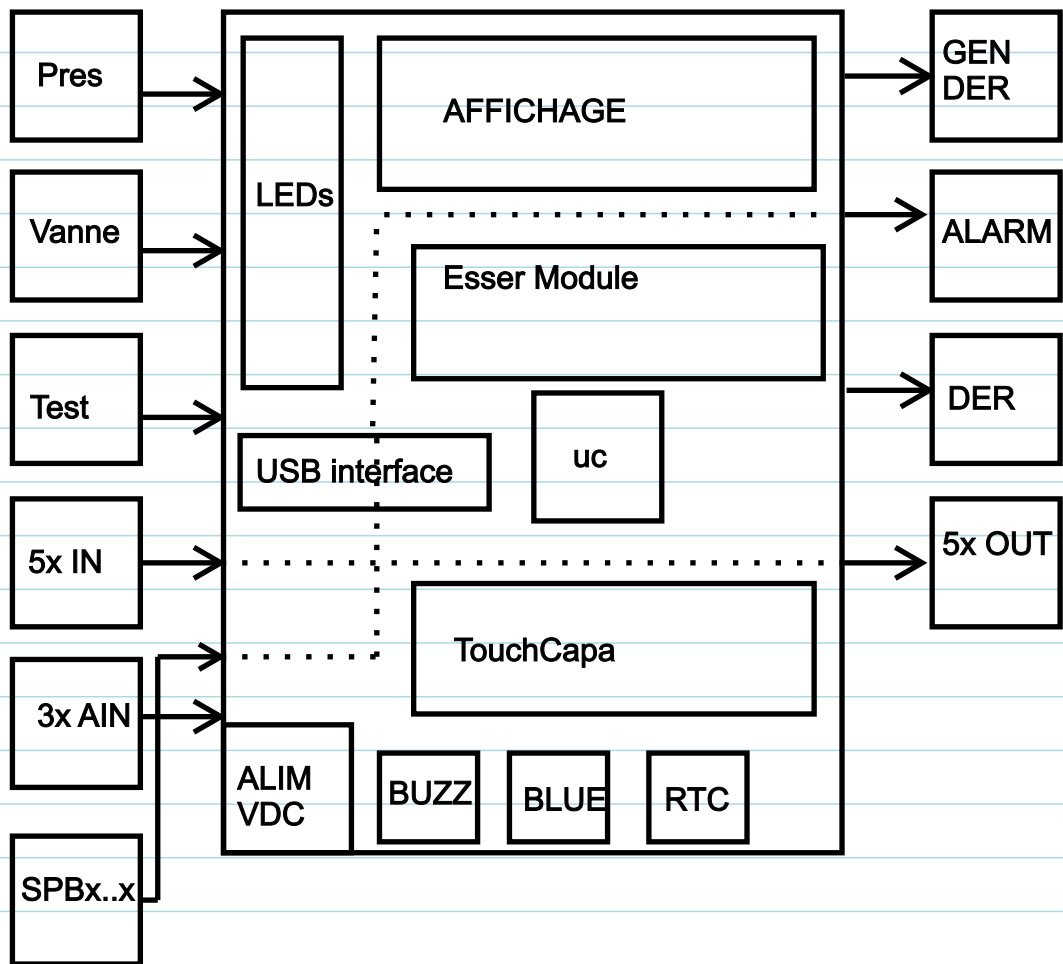 Pres
Vanne
Test
5x IN
3x AIN
SPBx..x
LEDs
AFFICHAGE
Esser Module
USB interface
uc
TouchCapa
ALIM
VDC
BUZZ
BLUE
RTC
GEN
DER
ALARM
DER
5x OUT